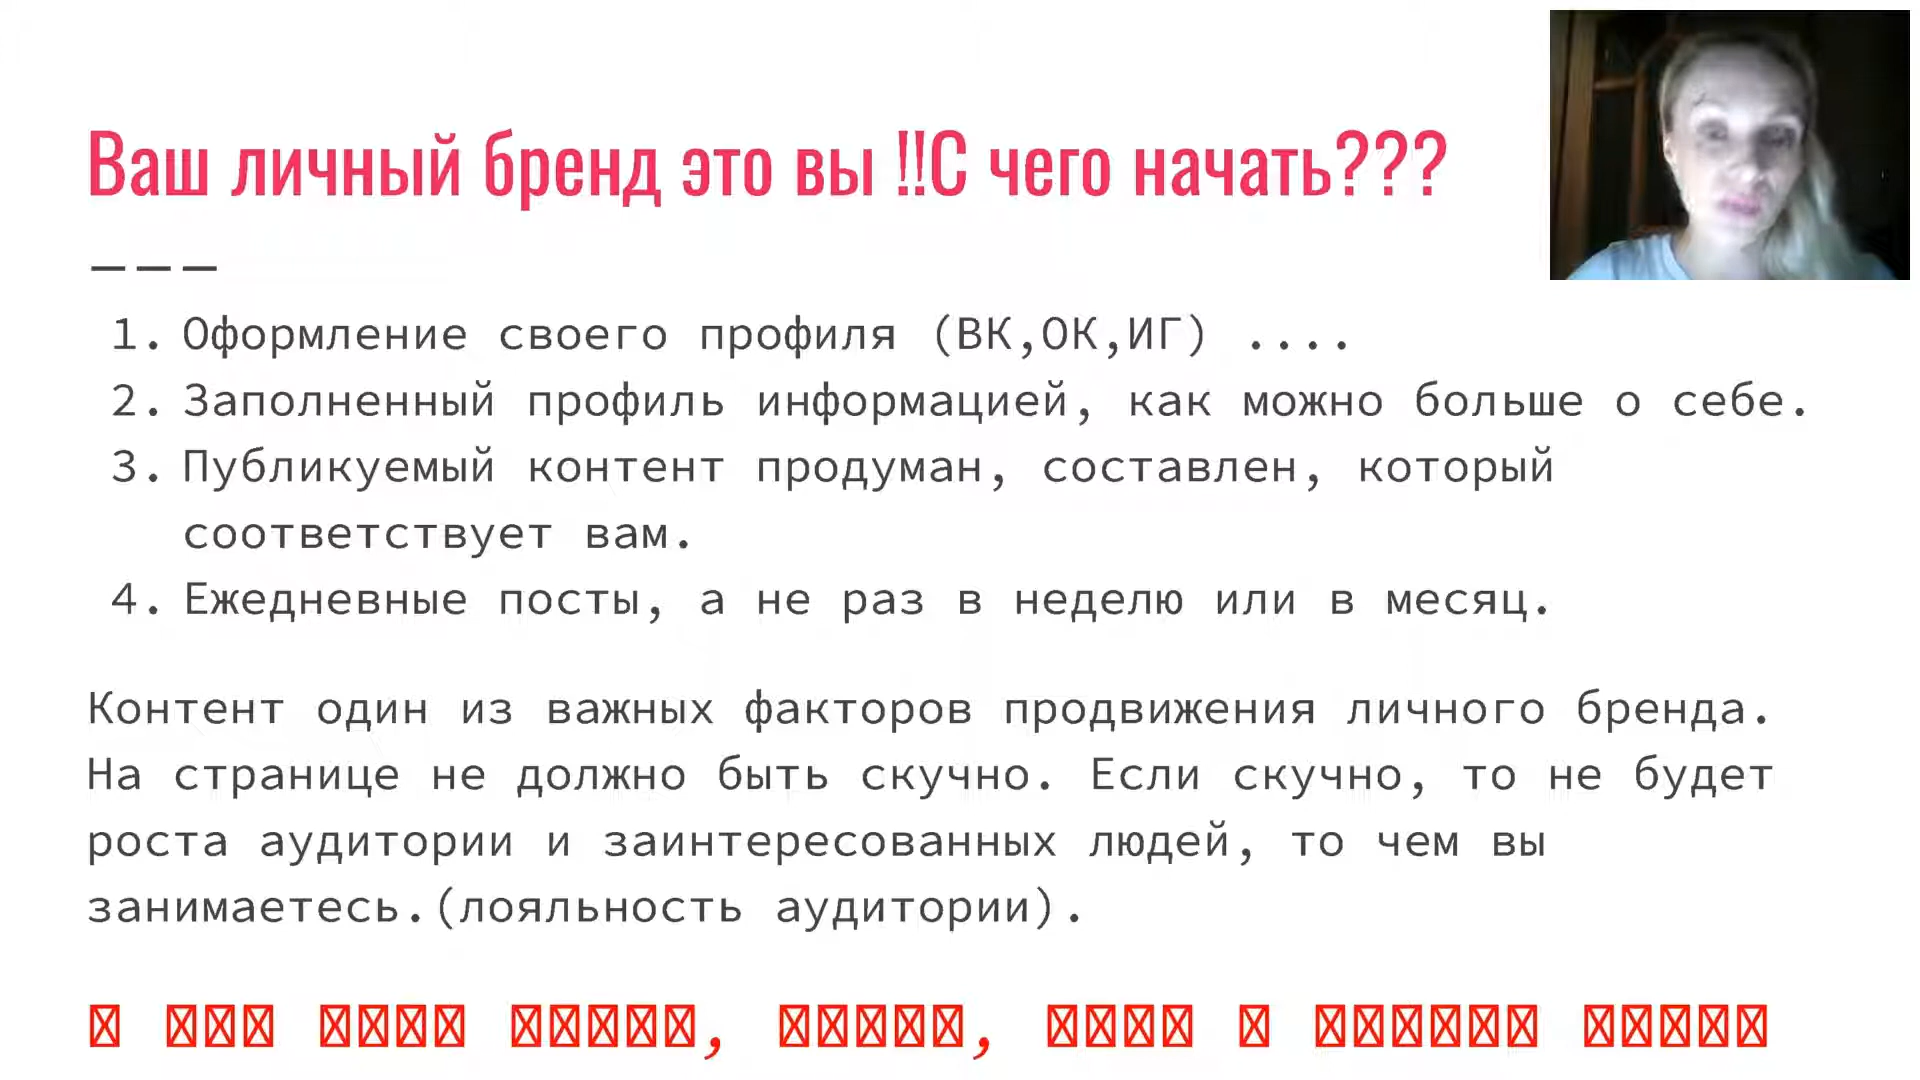 Ваш личный бренд это вы !!С чего начать???
1. Оформление своего профиля (ВК,ОК,ИГ) ....
2. Заполненный профиль информацией, как можно больше о себе.
3. Публикуемый контент продуман, составлен, который
соответствует вам.
4. Ежедневные посты, а не раз в неделю или в месяц.
Контент один из важных факторов продвижения личного бренда.
На странице не должно быть скучно. Если скучно, то не будет
роста аудитории и заинтересованных людей, то чем вы
занимаетесь.(лояльность аудитории).